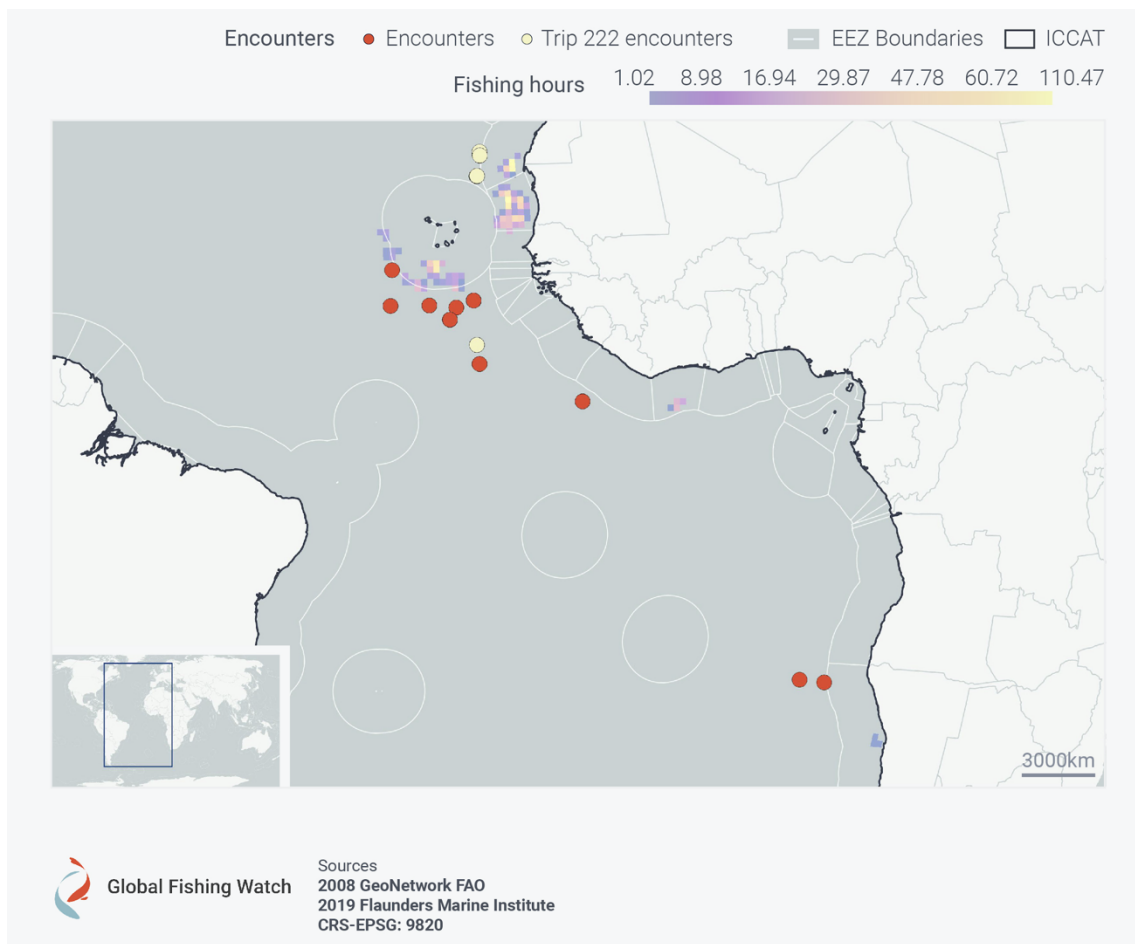 Encounters Encounters Trip 222 encounters EEZ Boundaries ICCAT
Fishing hours 1.02 8.98 16.94 29.87 47.78 60.72 110.47
3000km
Global Fishing Watch
Sources
2008 GeoNetwork FAO
2019 Flaunders Marine Institute
CRS-EPSG: 9820